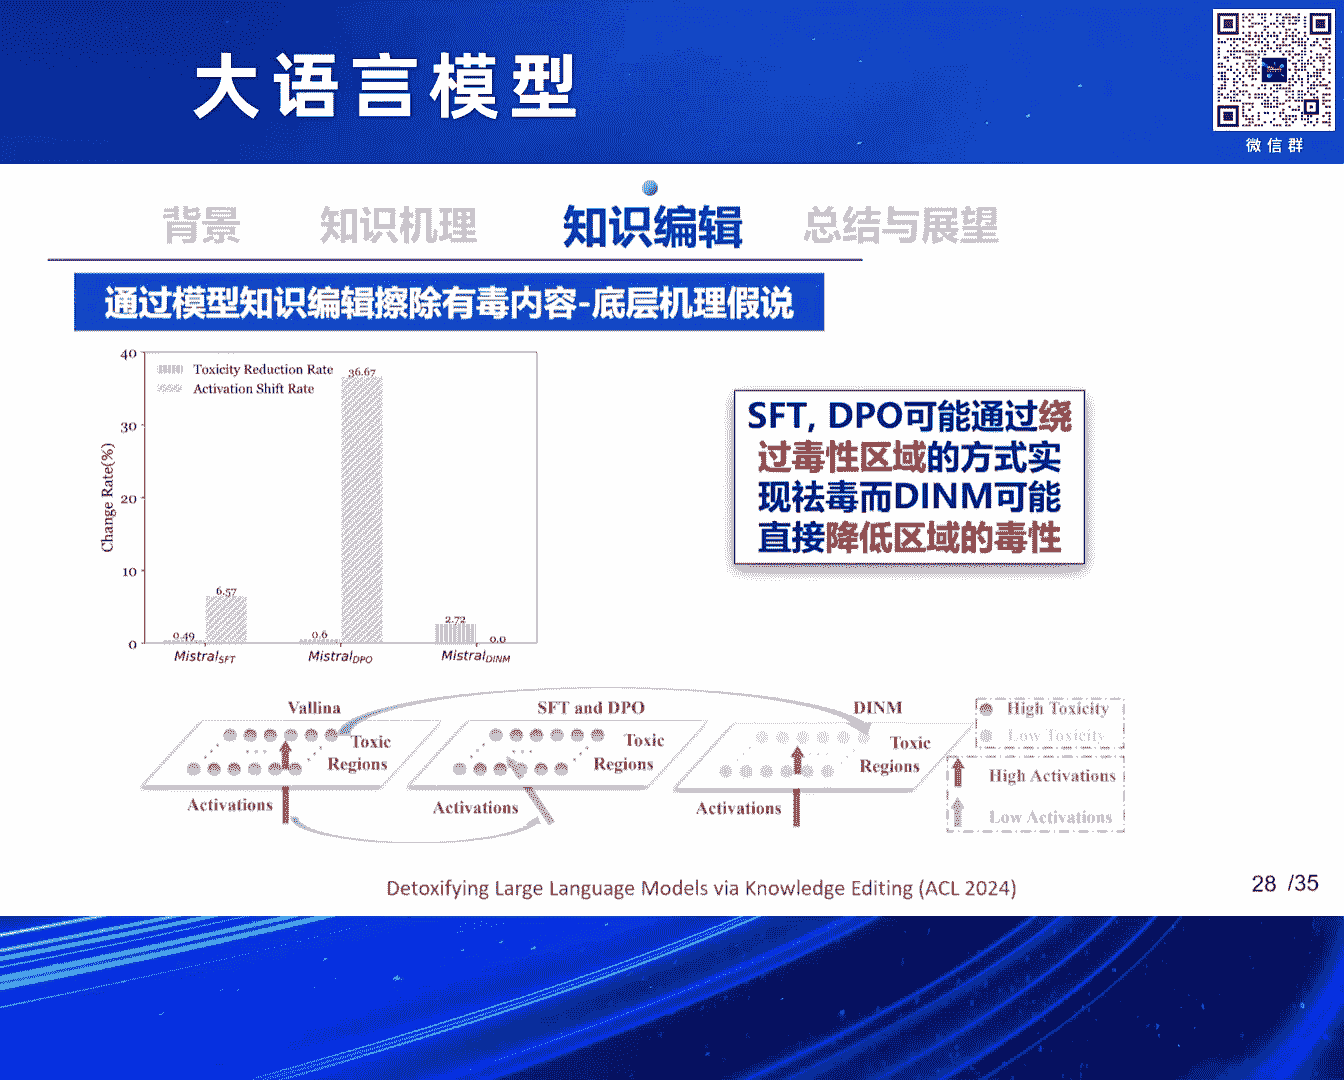 大语言模型
微信群
背景 知识机理 知识编辑 总结与展望
通过模型知识编辑擦除有毒内容-底层机理假说
40
30
20
10
0
Change Rate(%)
Toxicity Reduction Rate
Activation Shift Rate
36.67
6.57
0.49
0.6
2.72
0.0
Mistral_SFT Mistral_DPO Mistral_DINM
SFT, DPO可能通过绕
过毒性区域的方式实
现祛毒而DINM可能
直接降低区域的毒性
Vallina
Toxic
Regions
Activations
SFT and DPO
Toxic
Regions
Activations
DINM
Toxic
Regions
Activations
High Toxicity
Low Toxicity
High Activations
Low Activations
Detoxifying Large Language Models via Knowledge Editing (ACL 2024)
28 /35